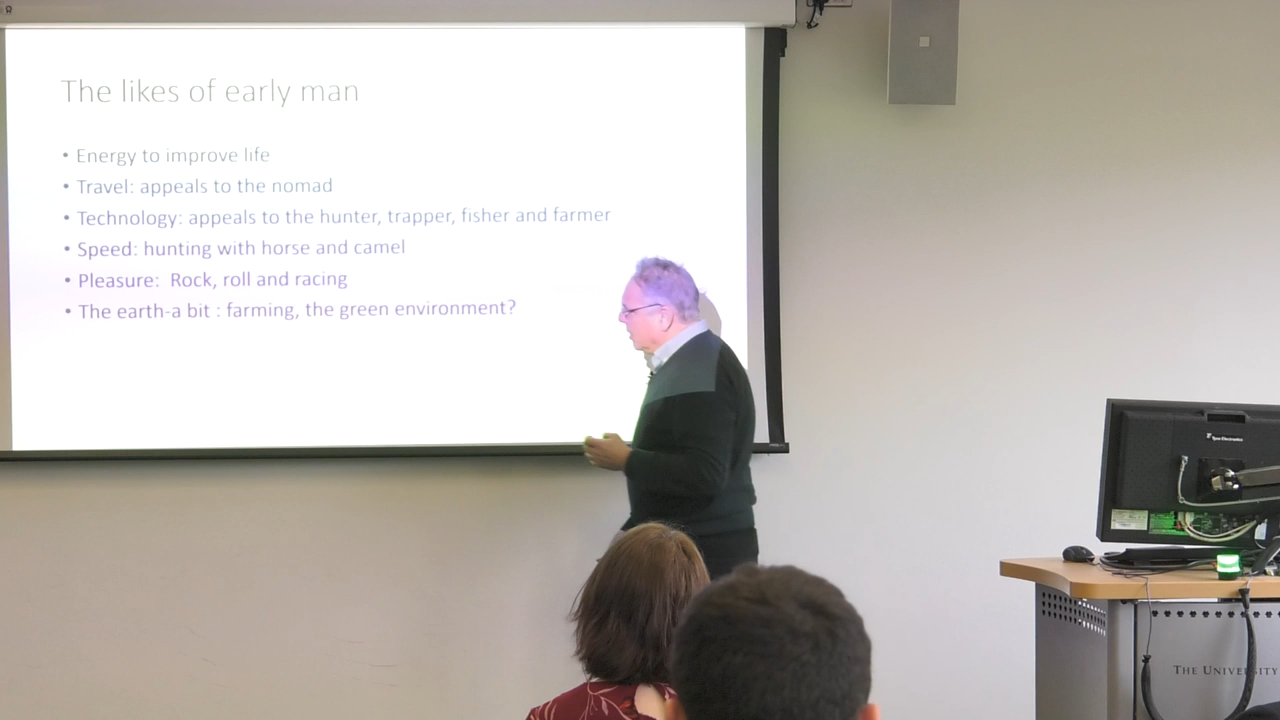 The likes of early man
• Energy to improve life
• Travel: appeals to the nomad
• Technology: appeals to the hunter, trapper, fisher and farmer
• Speed: hunting with horse and camel
• Pleasure:  Rock, roll and racing
• The earth-a bit : farming, the green environment?
Tyco Electronics
THE UNIVERSITY